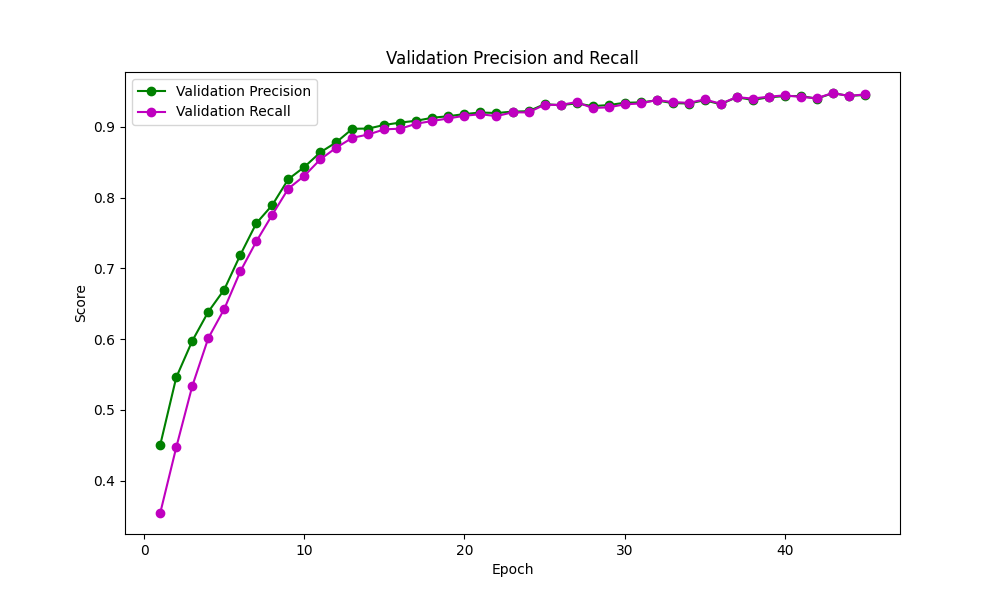 Validation Precision and Recall
Validation Precision
Validation Recall
0.9
0.8
0.7
0.6
0.5
0.4
Score
0 10 20 30 40
Epoch